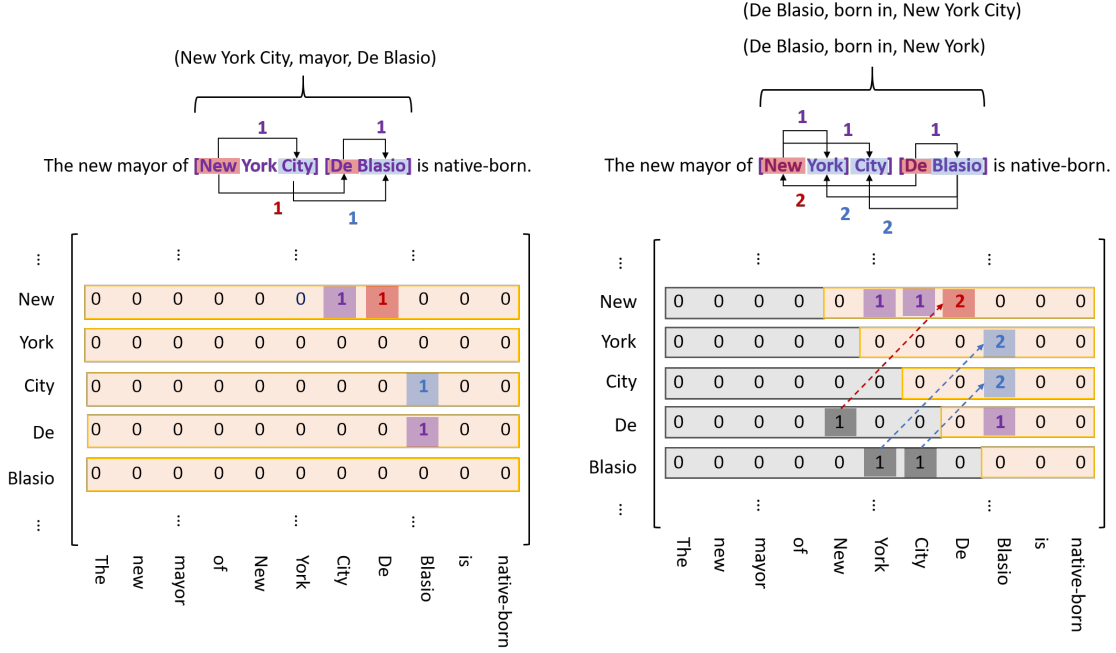 (New York City, mayor, De Blasio)
1 1
The new mayor of [New York City] [De Blasio] is native-born.
1 1
⋮ ... ... ...
New 0 0 0 0 0 0 1 1 0 0 0
York 0 0 0 0 0 0 0 0 0 0 0
City 0 0 0 0 0 0 0 0 1 0 0
De 0 0 0 0 0 0 0 0 1 0 0
Blasio 0 0 0 0 0 0 0 0 0 0 0
⋮ ... ... ...
The new mayor of New York City De Blasio is native-born
(De Blasio, born in, New York City)
(De Blasio, born in, New York)
1 1 1
The new mayor of [New York] City] [De Blasio] is native-born.
2 2 2
⋮ ... ... ...
New 0 0 0 0 0 1 1 2 0 0 0
York 0 0 0 0 0 0 0 0 2 0 0
City 0 0 0 0 0 0 0 0 2 0 0
De 0 0 0 0 1 0 0 0 1 0 0
Blasio 0 0 0 0 0 1 1 0 0 0 0
⋮ ... ... ...
The new mayor of New York City De Blasio is native-born